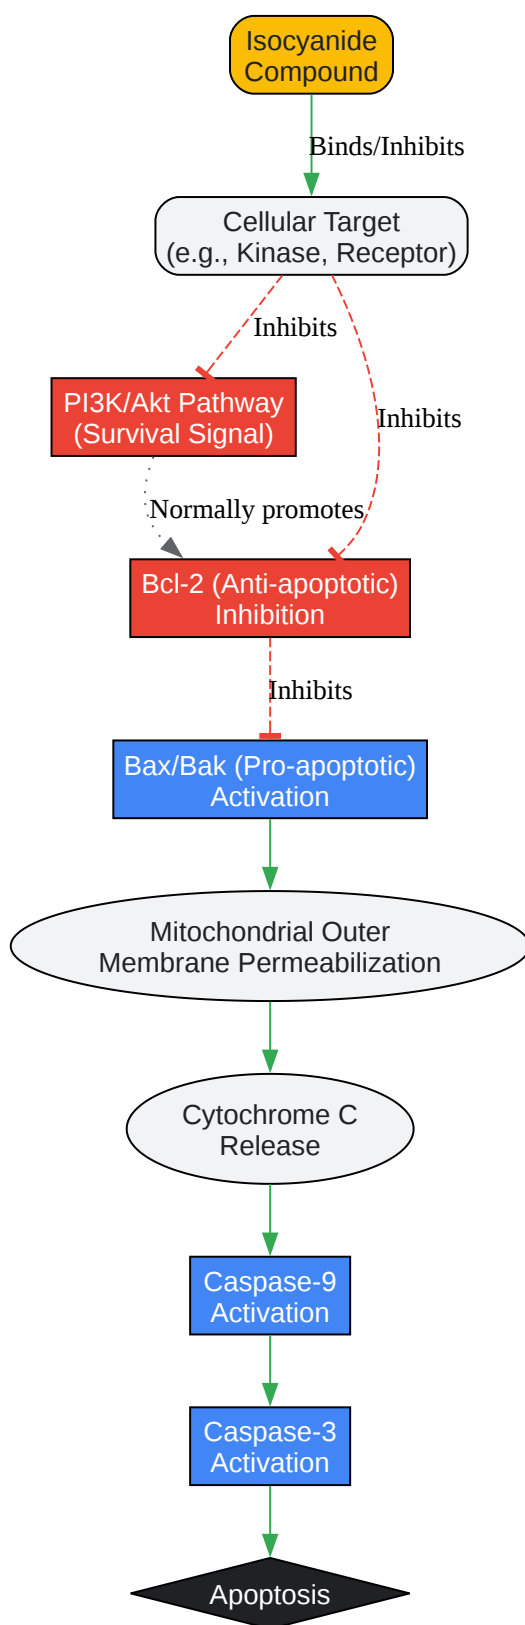 Isocyanide
Compound
Binds/Inhibits
Cellular Target
(e.g., Kinase, Receptor)
Inhibits
PI3K/Akt Pathway
(Survival Signal)
Inhibits
Normally promotes
Bcl-2 (Anti-apoptotic)
Inhibition
Inhibits
Bax/Bak (Pro-apoptotic)
Activation
Mitochondrial Outer
Membrane Permeabilization
Cytochrome C
Release
Caspase-9
Activation
Caspase-3
Activation
Apoptosis